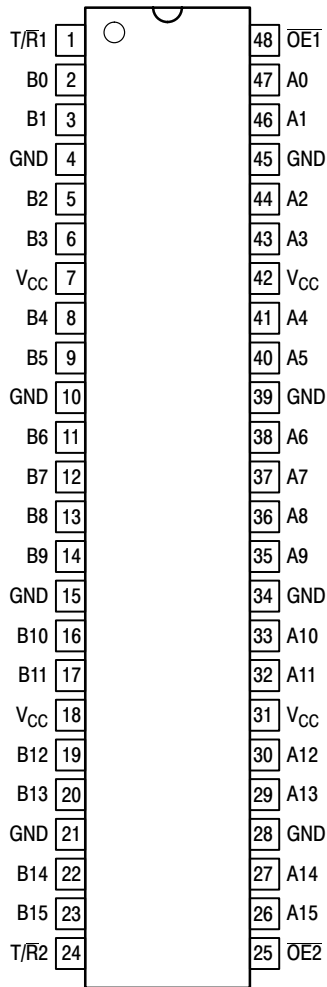 T/R̅1 1 48 O̅E̅1̅
B0 2 47 A0
B1 3 46 A1
GND 4 45 GND
B2 5 44 A2
B3 6 43 A3
VCC 7 42 VCC
B4 8 41 A4
B5 9 40 A5
GND 10 39 GND
B6 11 38 A6
B7 12 37 A7
B8 13 36 A8
B9 14 35 A9
GND 15 34 GND
B10 16 33 A10
B11 17 32 A11
VCC 18 31 VCC
B12 19 30 A12
B13 20 29 A13
GND 21 28 GND
B14 22 27 A14
B15 23 26 A15
T/R̅2 24 25 O̅E̅2̅